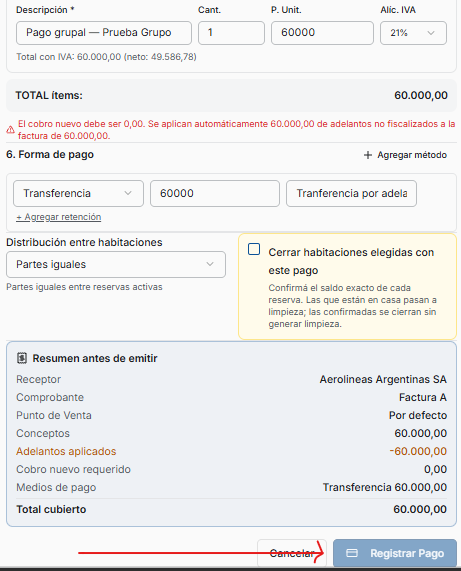 Descripción * Cant. P. Unit. Alíc. IVA
Pago grupal — Prueba Grupo 1 60000 21%
Total con IVA: 60.000,00 (neto: 49.586,78)
TOTAL ítems: 60.000,00
El cobro nuevo debe ser 0,00. Se aplican automáticamente 60.000,00 de adelantos no fiscalizados a la
factura de 60.000,00.
6. Forma de pago + Agregar método
Transferencia 60000 Tranferencia por adela
+ Agregar retención
Distribución entre habitaciones
Partes iguales
Partes iguales entre reservas activas
Cerrar habitaciones elegidas con
este pago
Confirmá el saldo exacto de cada
reserva. Las que están en casa pasan a
limpieza; las confirmadas se cierran sin
generar limpieza.
Resumen antes de emitir
Receptor Aerolineas Argentinas SA
Comprobante Factura A
Punto de Venta Por defecto
Conceptos 60.000,00
Adelantos aplicados -60.000,00
Cobro nuevo requerido 0,00
Medios de pago Transferencia 60.000,00
Total cubierto 60.000,00
Cancelar Registrar Pago